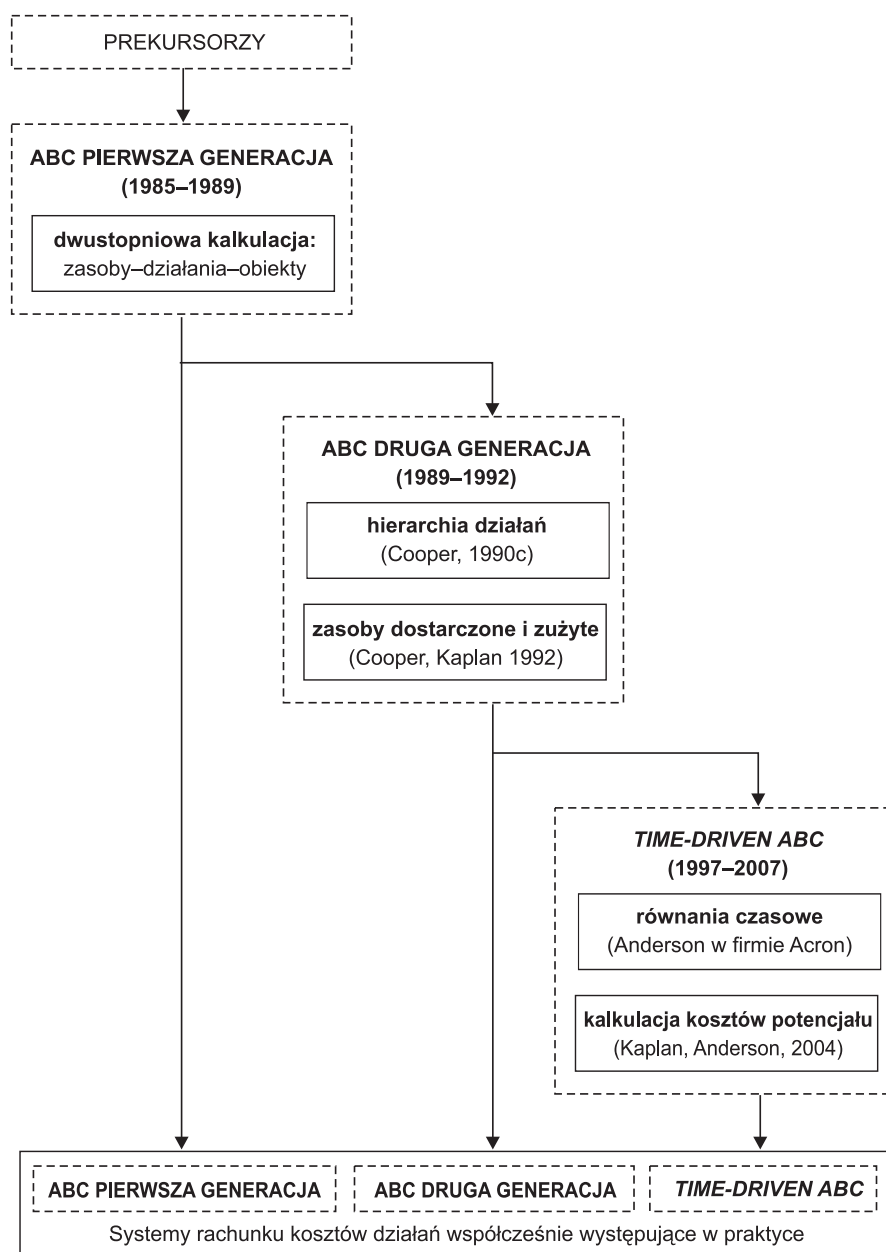 PREKURSORZY
ABC PIERWSZA GENERACJA
(1985–1989)
dwustopniowa kalkulacja:
zasoby–działania–obiekty
ABC DRUGA GENERACJA
(1989–1992)
hierarchia działań
(Cooper, 1990c)
zasoby dostarczone i zużyte
(Cooper, Kaplan 1992)
TIME-DRIVEN ABC
(1997–2007)
równania czasowe
(Anderson w firmie Acron)
kalkulacja kosztów potencjału
(Kaplan, Anderson, 2004)
ABC PIERWSZA GENERACJA
ABC DRUGA GENERACJA
TIME-DRIVEN ABC
Systemy rachunku kosztów działań współcześnie występujące w praktyce